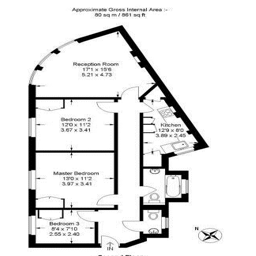 Approximate Gross Internal Area :-
80 sq m / 861 sq ft
Reception Room
17'1 x 15'6
5.21 x 4.73
Kitchen
12'9 x 8'0
3.89 x 2.45
Bedroom 2
12'0 x 11'2
3.67 x 3.41
Master Bedroom
13'0 x 11'2
3.97 x 3.41
Bedroom 3
8'4 x 7'10
2.55 x 2.40
IN